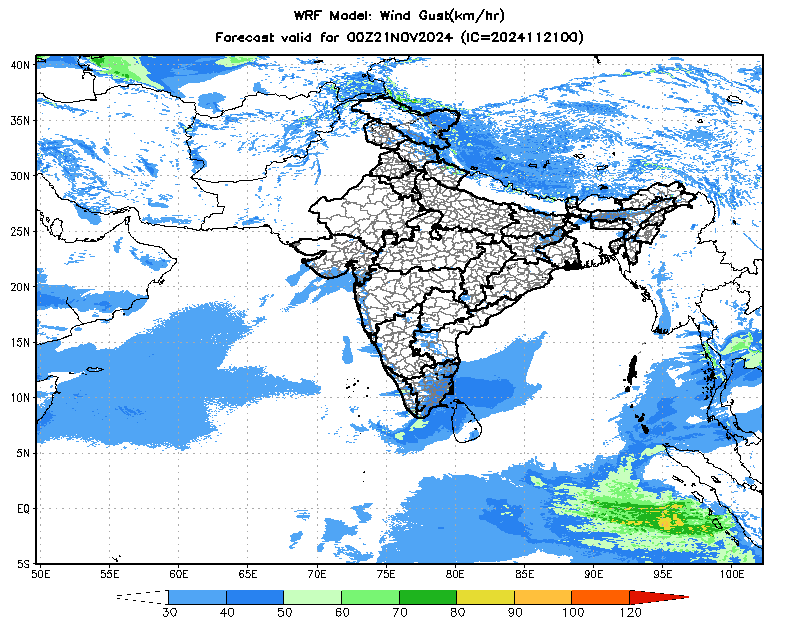 WRF Model: Wind Gust(km/hr)
Forecast valid for 00Z21NOV2024 (IC=2024112100)
40N
35N
30N
25N
20N
15N
10N
5N
EQ
5S
50E 55E 60E 65E 70E 75E 80E 85E 90E 95E 100E
30 40 50 60 70 80 90 100 120